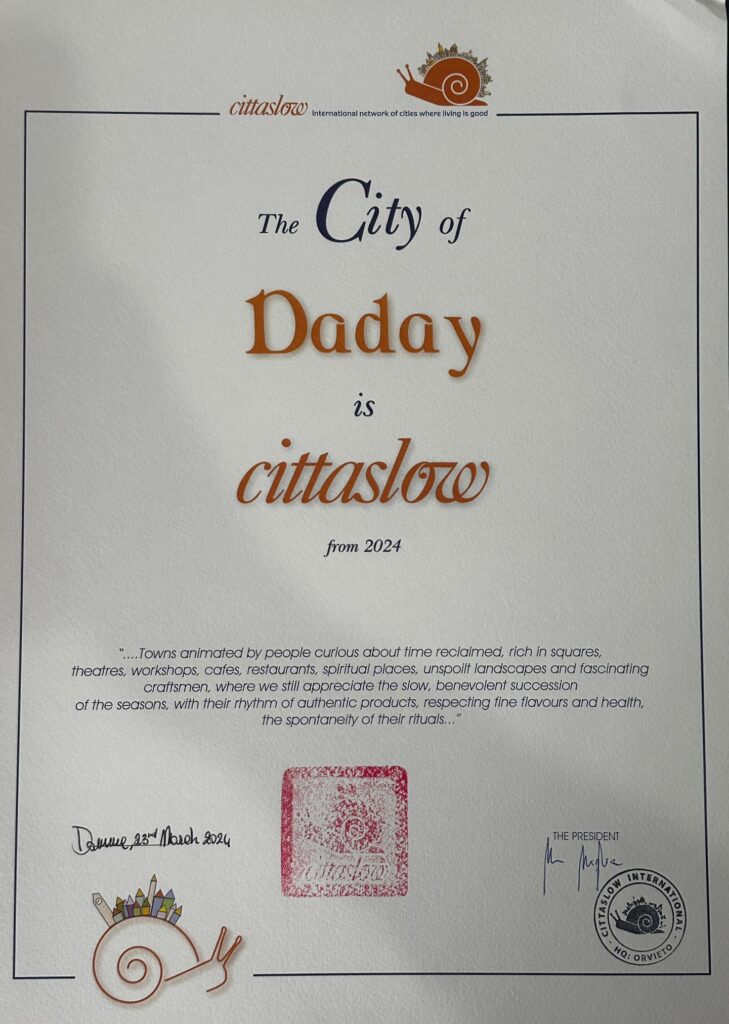 cittaslow International network of cities where living is good
The City of
Daday
is
cittaslow
from 2024
“....Towns animated by people curious about time reclaimed, rich in squares,
theatres, workshops, cafes, restaurants, spiritual places, unspoilt landscapes and fascinating
craftsmen, where we still appreciate the slow, benevolent succession
of the seasons, with their rhythm of authentic products, respecting fine flavours and health,
the spontaneity of their rituals...”
Damme, 23rd March 2024
cittaslow
THE PRESIDENT
CITTASLOW INTERNATIONAL
- HQ: ORVIETO -